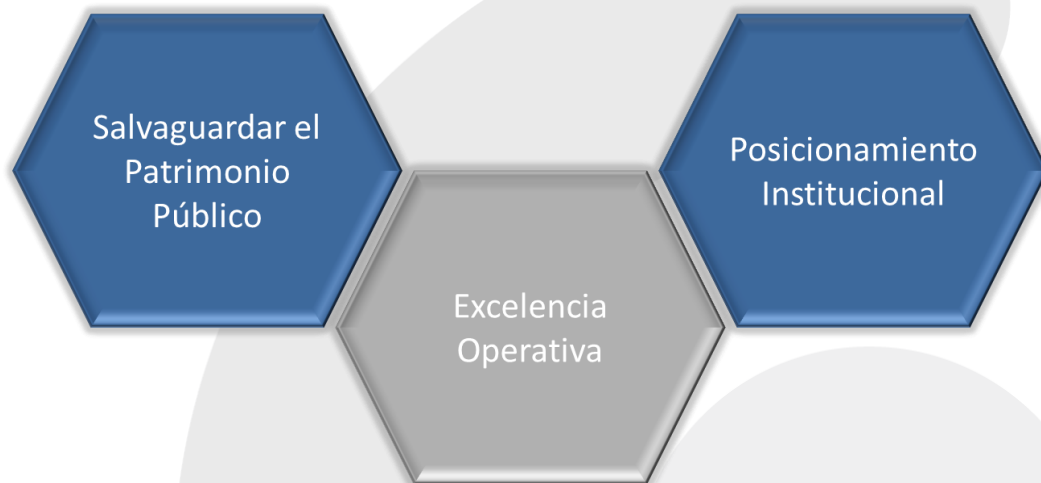 Salvaguardar el
Patrimonio
Público
Excelencia
Operativa
Posicionamiento
Institucional